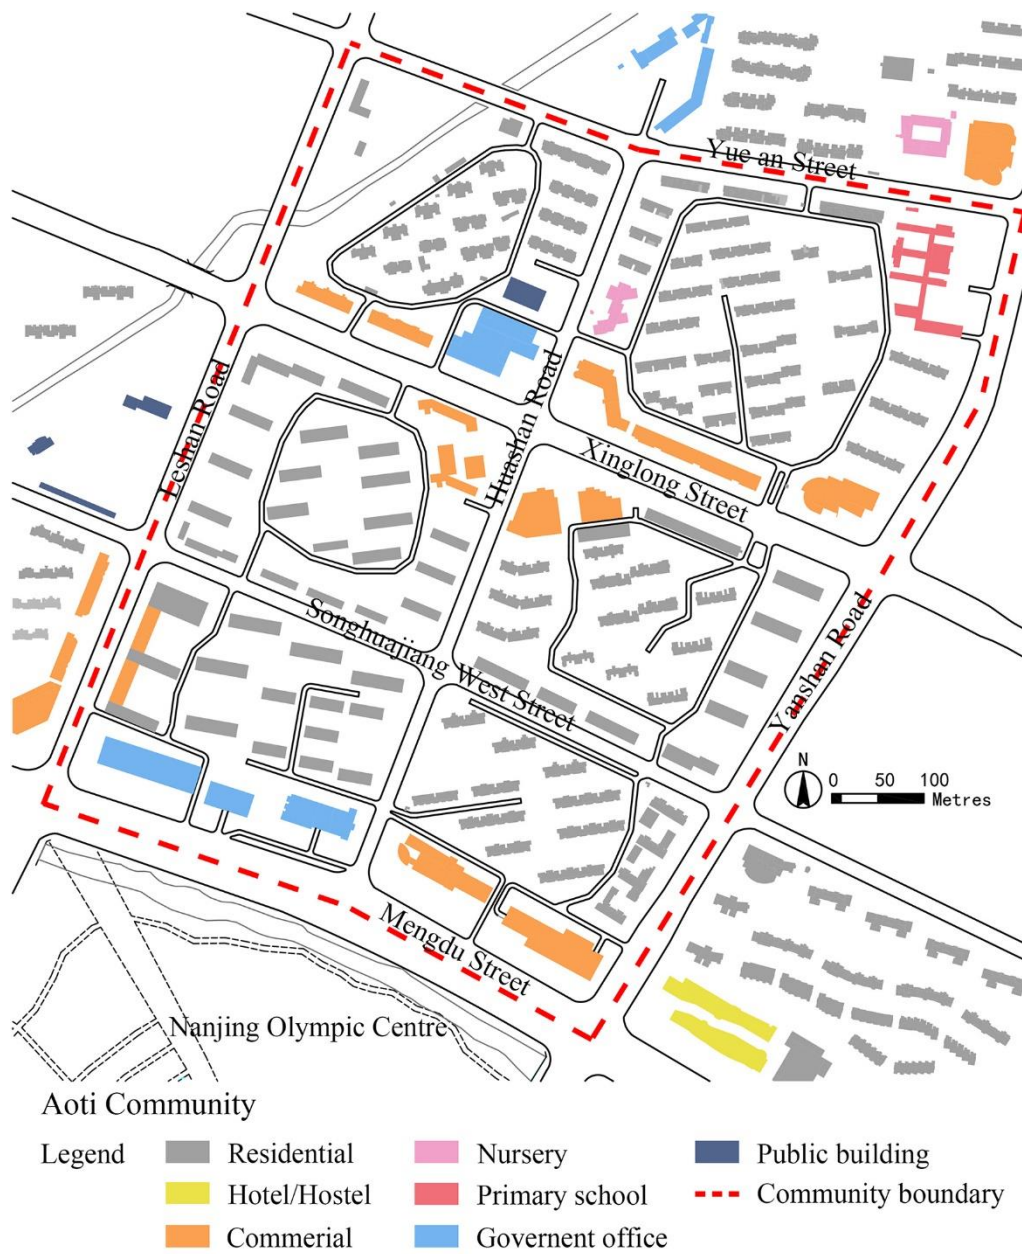 Yue an Street
Leshan Road
Huashan Road
Xinglong Street
Songhuajiang West Street
Yanshan Road
N
0 50 100
Metres
Mengdu Street
Nanjing Olympic Centre
Aoti Community
Legend
Residential
Nursery
Public building
Hotel/Hostel
Primary school
Community boundary
Commerial
Governent office